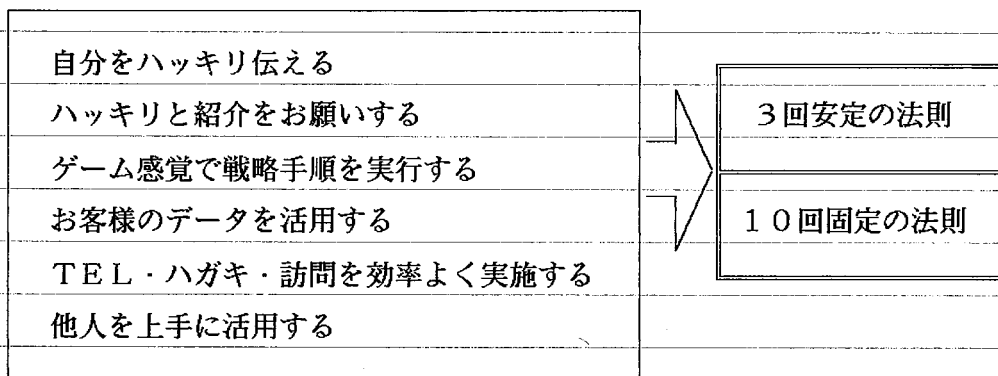 自分をハッキリ伝える
ハッキリと紹介をお願いする
ゲーム感覚で戦略手順を実行する
お客様のデータを活用する
ＴＥＬ・ハガキ・訪問を効率よく実施する
他人を上手に活用する
３回安定の法則
１０回固定の法則